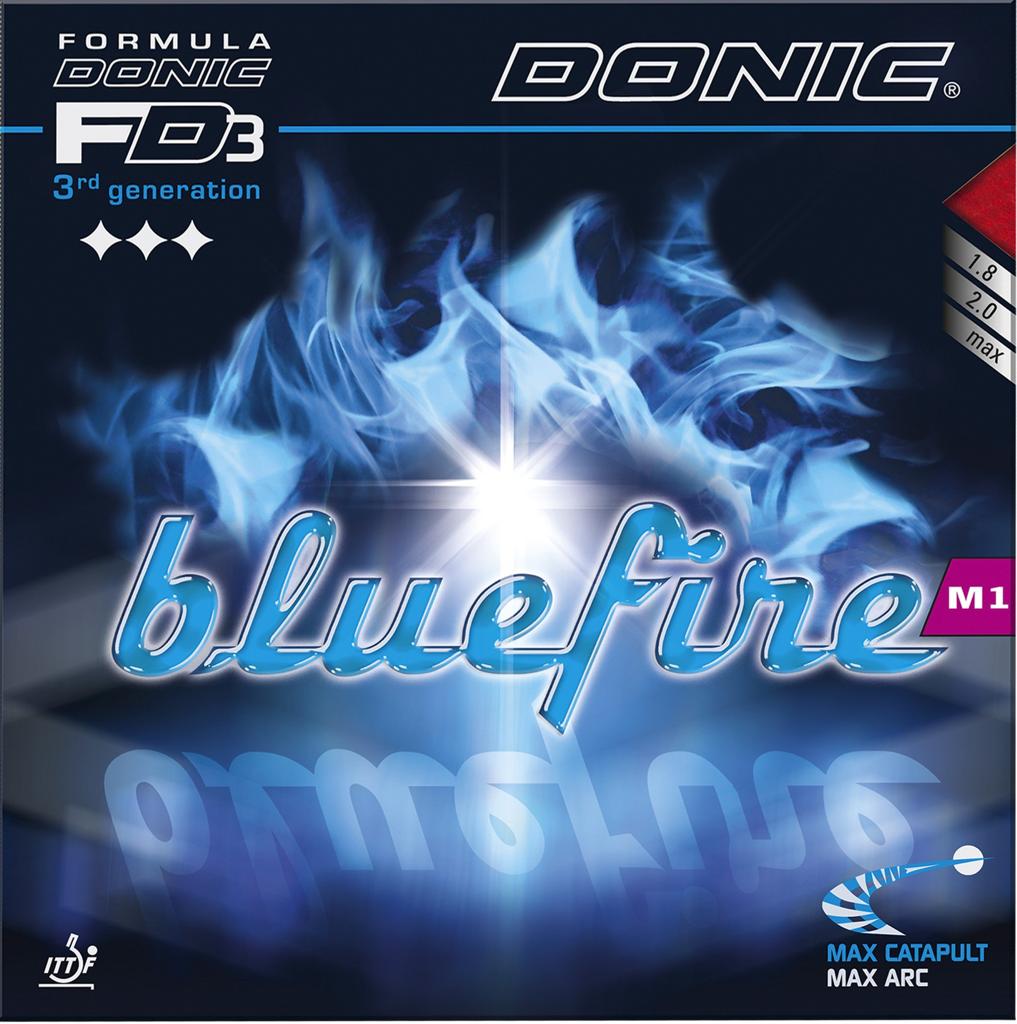 FORMULA
DONIC
FD3
3rd generation
DONIC®
1.8
2.0
max
bluefire
M1
ITTF
MAX CATAPULT
MAX ARC